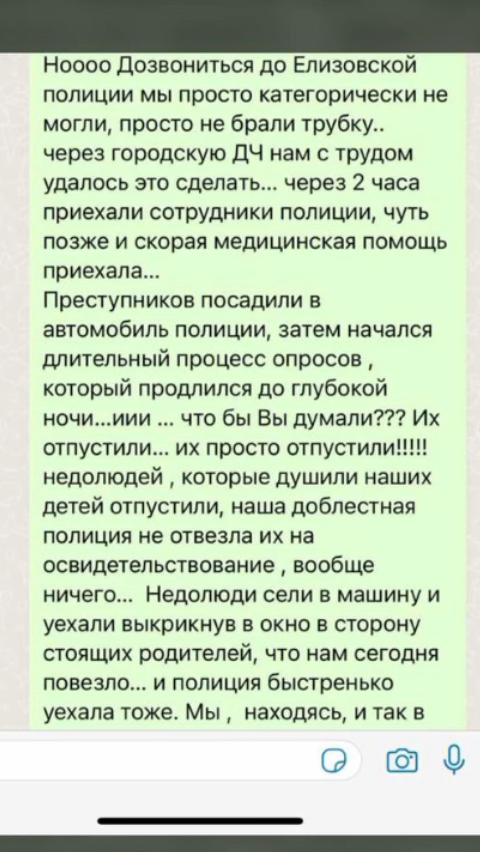 Ноооо Дозвониться до Елизовской
полиции мы просто категорически не
могли, просто не брали трубку..
через городскую ДЧ нам с трудом
удалось это сделать... через 2 часа
приехали сотрудники полиции, чуть
позже и скорая медицинская помощь
приехала...
Преступников посадили в
автомобиль полиции, затем начался
длительный процесс опросов ,
который продлился до глубокой
ночи...иии ... что бы Вы думали??? Их
отпустили... их просто отпустили!!!!!
недолюдей , которые душили наших
детей отпустили, наша доблестная
полиция не отвезла их на
освидетельствование , вообще
ничего...  Недолюди сели в машину и
уехали выкрикнув в окно в сторону
стоящих родителей, что нам сегодня
повезло... и полиция быстренько
уехала тоже. Мы ,  находясь, и так в